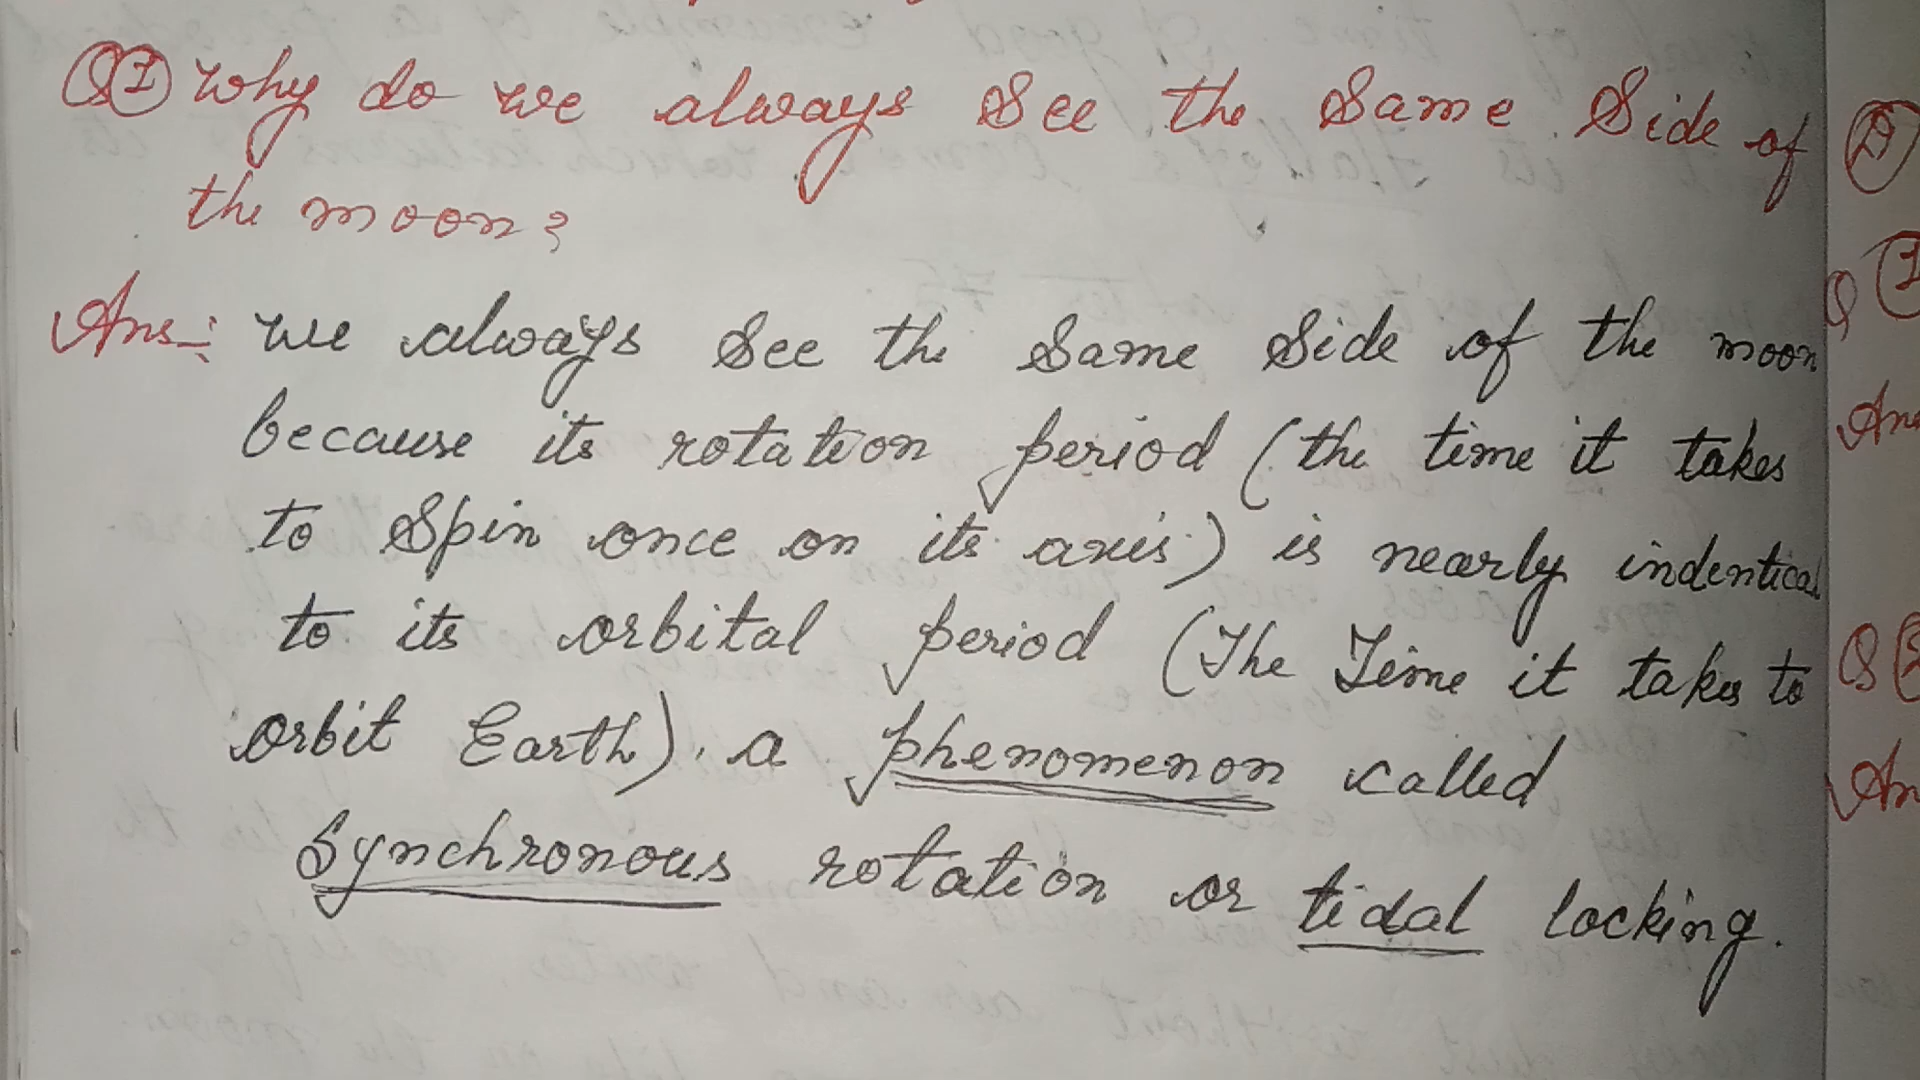 Q① Why do we always See the Same Side of
the moon?
Ans:- we always See the Same Side of the moon
because its rotation period (the time it takes
to Spin once on its axis) is nearly indentical
to its orbital period (The Time it takes to
orbit Earth), a phenomenon called
Synchronous rotation or tidal locking.